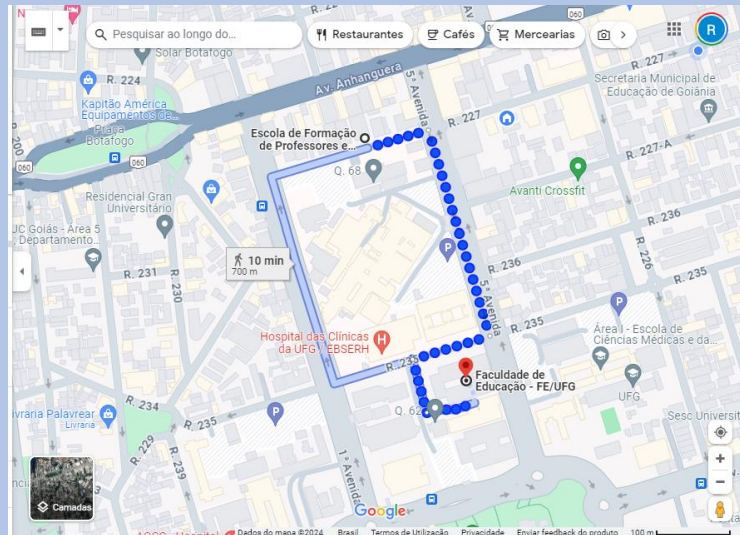 Pesquisar ao longo do...
Restaurantes
Cafés
Mercearias
R
060
Solar Botafogo
R. 224
Av. Anhanguera
5ª Avenida
R. 227
Secretaria Municipal de
Educação de Goiânia
Kapitão América
Equipamentos de...
Praça
Botafogo
Escola de Formação
de Professores e...
R. 227
R. 200
060
060
R. 227-A
Q. 68
Avanti Crossfit
Residencial Gran
Universitário
UC Goiás - Área 5
Departamento...
P
R. 236
10 min
700 m
R. 231
R. 230
R. 236
R. 226
R. 235
5ª Avenida
P
Hospital das Clínicas
da UFG / EBSERH
H
R. 235
Área I - Escola de
Ciências Médicas e da...
R. 235
Faculdade de
Educação - FE/UFG
UFG
R. 234
ivraria Palavrear
Livraria
P
R. 235
Q. 62
Sesc Universit
R. 229
R. 239
1ª Avenida
Camadas
Google
Dados do mapa ©2024 Brasil Termos de Utilização Privacidade Enviar feedback do produto 100 m